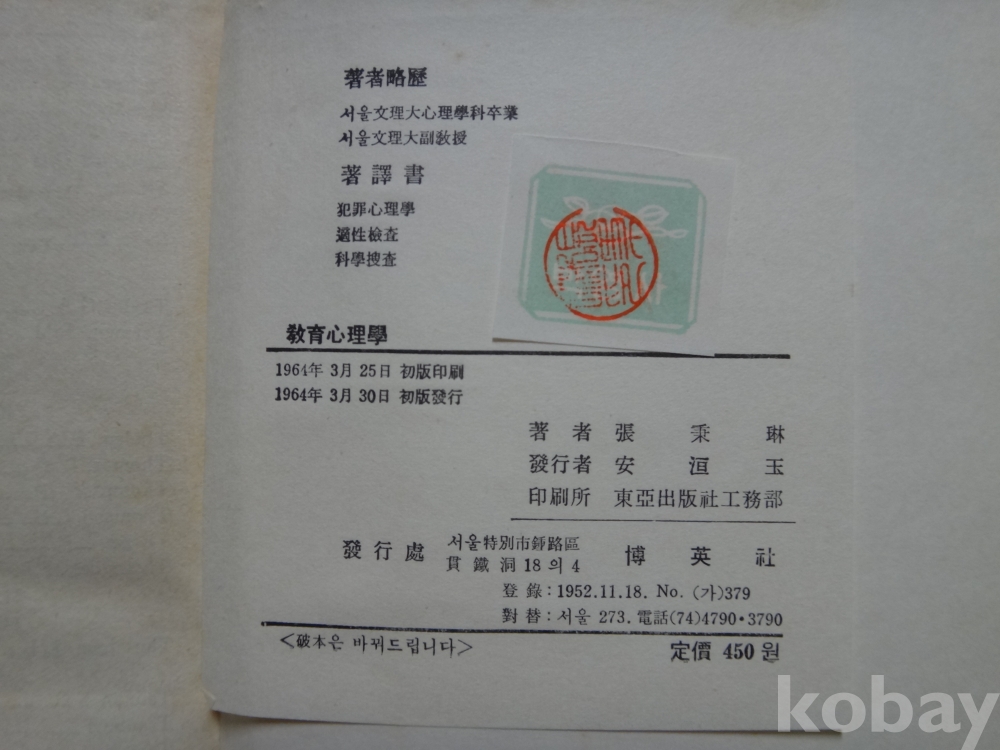 著者略歷
서울文理大心理學科卒業
서울文理大副敎授
著譯書
犯罪心理學
適性檢査
科學搜査
敎育心理學
1964年 3月 25日 初版印刷
1964年 3月 30日 初版發行
著者 張秉琳
發行者 安洹玉
印刷所 東亞出版社工務部
發行處 서울特別市鍾路區 貫鐵洞18의4 博英社
登錄:1952.11.18. No. (가)379
對替:서울 273. 電話(74)4790·3790
<破本은 바꿔드립니다>
定價 450원
kobay